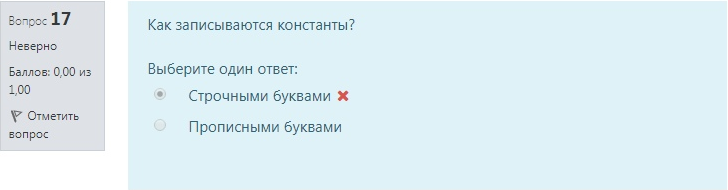 Вопрос 17
Неверно
Баллов: 0,00 из
1,00
Отметить
вопрос
Как записываются константы?
Выберите один ответ:
Строчными буквами
Прописными буквами